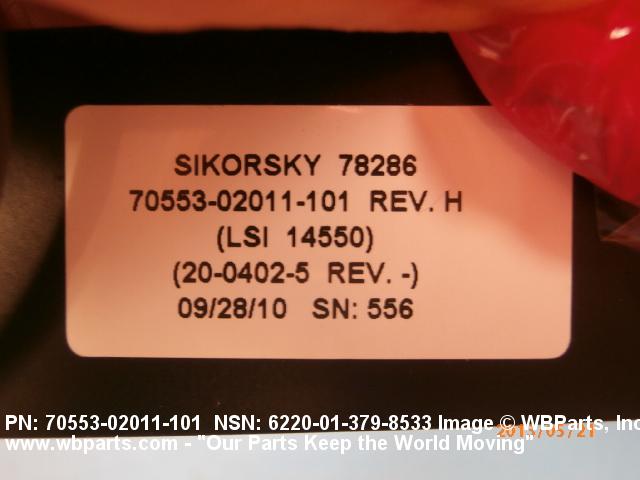 SIKORSKY 78286
70553-02011-101 REV. H
(LSI 14550)
(20-0402-5 REV. -)
09/28/10 SN: 556
PN: 70553-02011-101 NSN: 6220-01-379-8533 Image © WBParts, Inc
www.wbparts.com - "Our Parts Keep the World Moving"